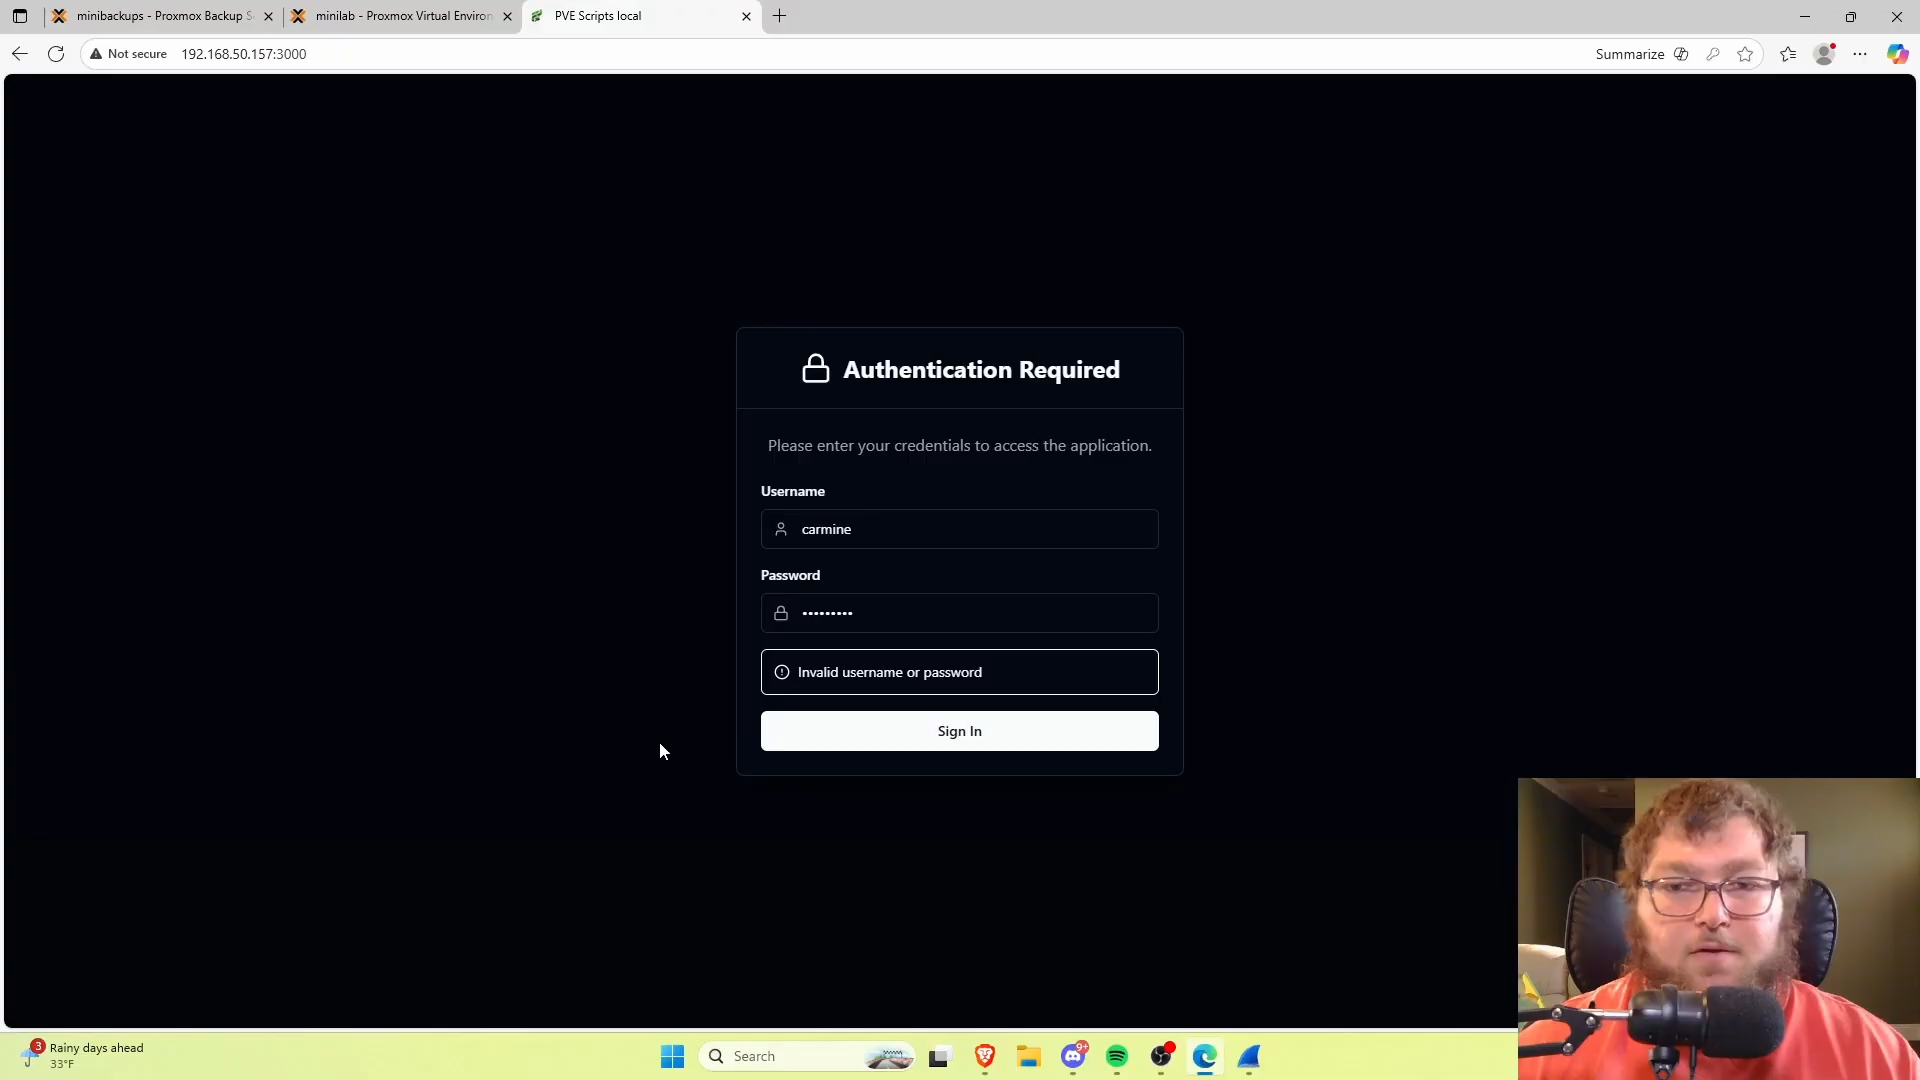 minibackups - Proxmox Backup S
minilab - Proxmox Virtual Environ
PVE Scripts local
Not secure
192.168.50.157:3000
Summarize
Authentication Required
Please enter your credentials to access the application.
Username
carmine
Password
•••••••••
Invalid username or password
Sign In
3
Rainy days ahead
33°F
Search
9+